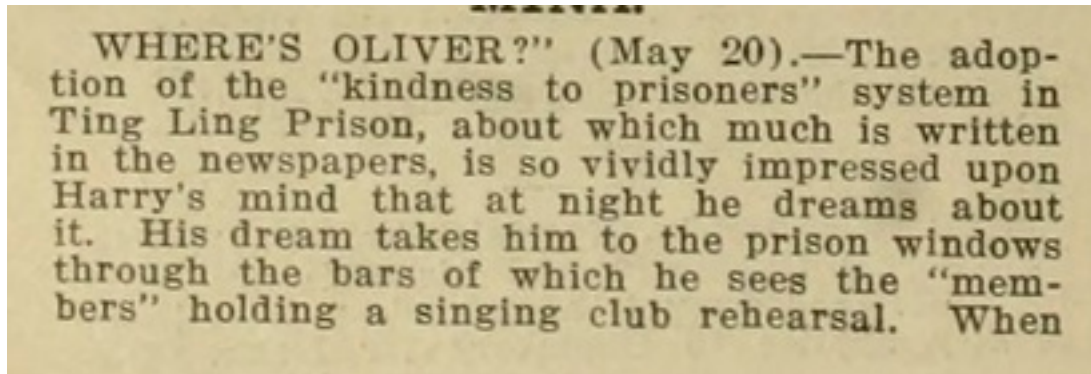 WHERE'S OLIVER?" (May 20).—The adop-
tion of the "kindness to prisoners" system in
Ting Ling Prison, about which much is written
in the newspapers, is so vividly impressed upon
Harry's mind that at night he dreams about
it. His dream takes him to the prison windows
through the bars of which he sees the "mem-
bers" holding a singing club rehearsal. When